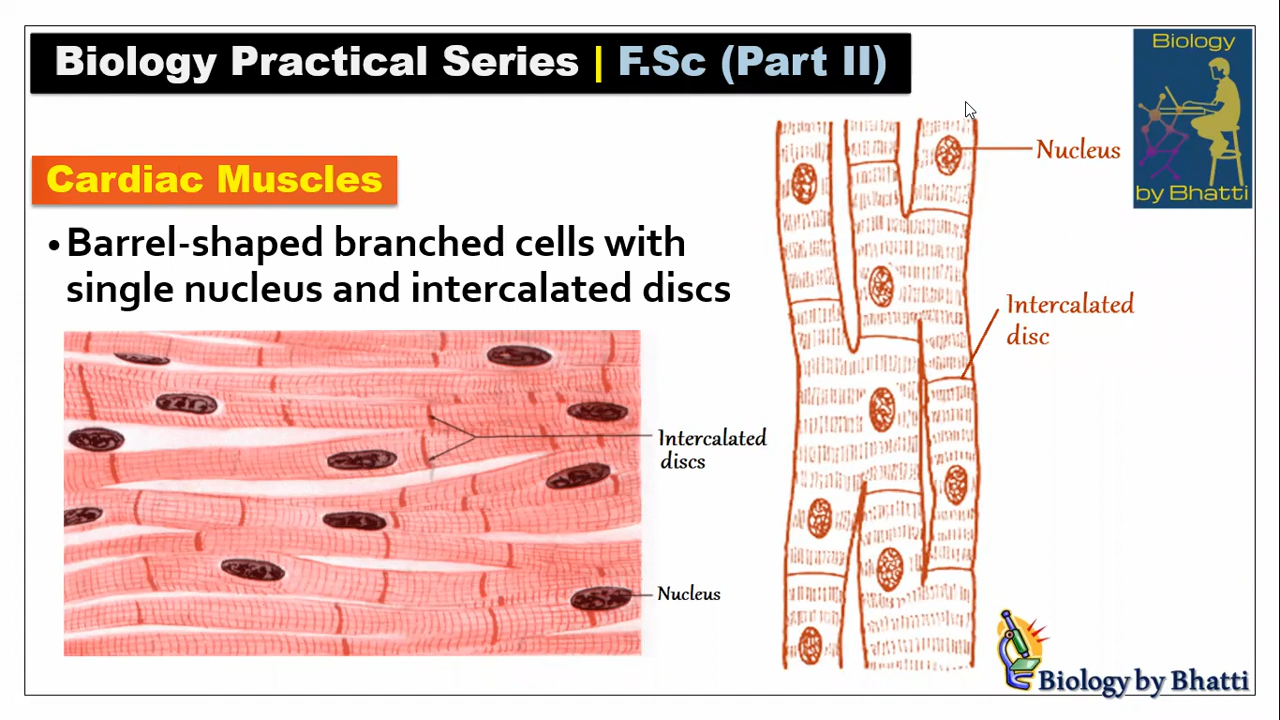 Biology Practical Series | F.Sc (Part II)
Biology
by Bhatti
Cardiac Muscles
• Barrel-shaped branched cells with
single nucleus and intercalated discs
Intercalated
discs
Nucleus
Nucleus
Intercalated
disc
Biology by Bhatti